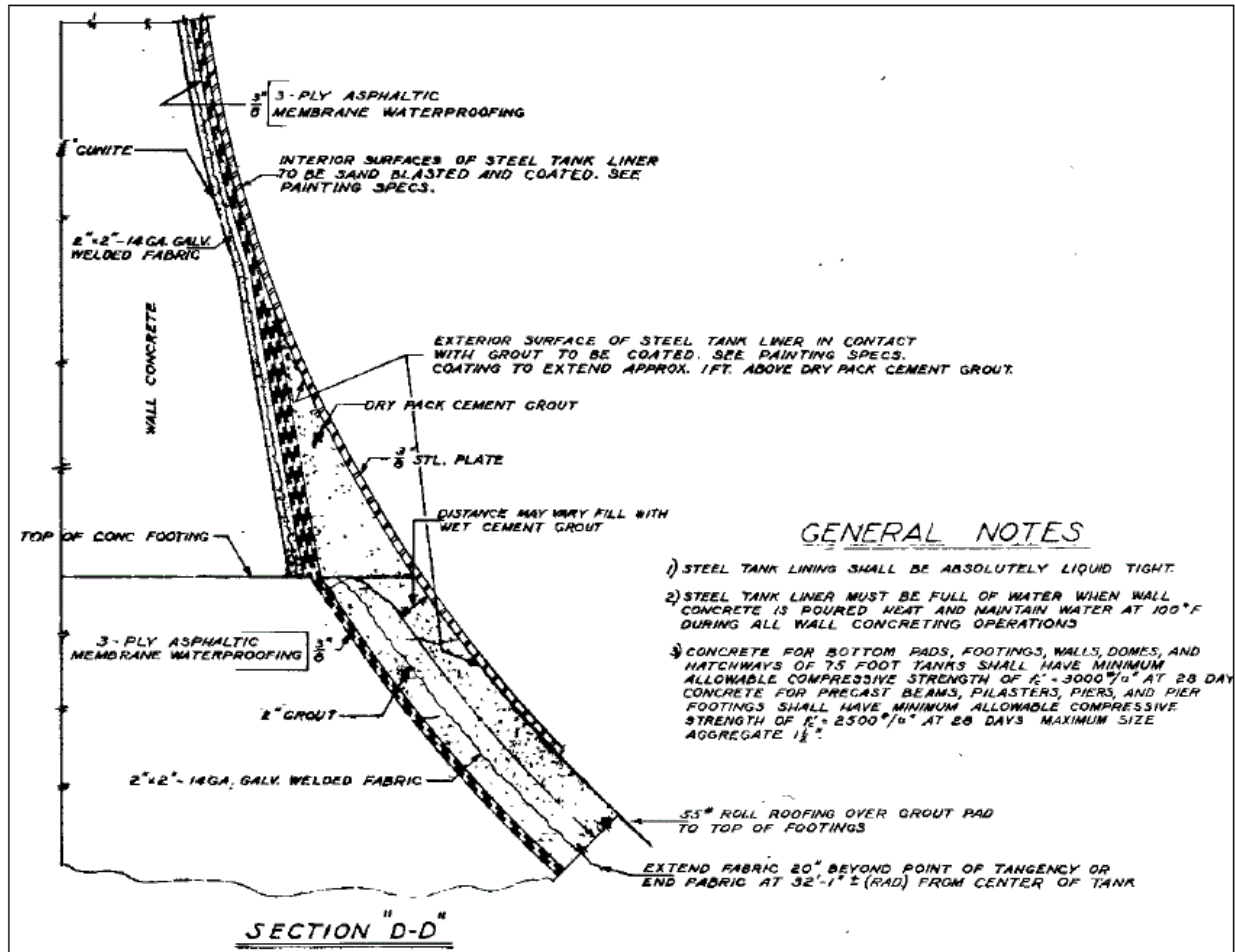 3/8" 3-PLY ASPHALTIC
MEMBRANE WATERPROOFING
GUNITE
INTERIOR SURFACES OF STEEL TANK LINER
TO BE SAND BLASTED AND COATED. SEE
PAINTING SPECS.
2"x2"-14 GA. GALV.
WELDED FABRIC
WALL CONCRETE
EXTERIOR SURFACE OF STEEL TANK LINER IN CONTACT
WITH GROUT TO BE COATED. SEE PAINTING SPECS.
COATING TO EXTEND APPROX. 1 FT. ABOVE DRY PACK CEMENT GROUT.
DRY PACK CEMENT GROUT
3/8" STL. PLATE
DISTANCE MAY VARY FILL WITH
WET CEMENT GROUT
TOP OF CONC FOOTING
3-PLY ASPHALTIC
MEMBRANE WATERPROOFING 3/8"
2" GROUT
2"x2"-14GA. GALV. WELDED FABRIC
GENERAL NOTES
1) STEEL TANK LINING SHALL BE ABSOLUTELY LIQUID TIGHT.
2) STEEL TANK LINER MUST BE FULL OF WATER WHEN WALL
CONCRETE IS POURED HEAT AND MAINTAIN WATER AT 100°F
DURING ALL WALL CONCRETING OPERATIONS
3) CONCRETE FOR BOTTOM PADS, FOOTINGS, WALLS, DOMES, AND
HATCHWAYS OF 75 FOOT TANKS SHALL HAVE MINIMUM
ALLOWABLE COMPRESSIVE STRENGTH OF fc' = 3000#/□" AT 28 DAY
CONCRETE FOR PRECAST BEAMS, PILASTERS, PIERS, AND PIER
FOOTINGS SHALL HAVE MINIMUM ALLOWABLE COMPRESSIVE
STRENGTH OF fc' = 2500#/□" AT 28 DAYS MAXIMUM SIZE
AGGREGATE 1½".
55# ROLL ROOFING OVER GROUT PAD
TO TOP OF FOOTINGS
EXTEND FABRIC 20" BEYOND POINT OF TANGENCY OR
END FABRIC AT 32'-1" ± (RAD) FROM CENTER OF TANK
SECTION "D-D"